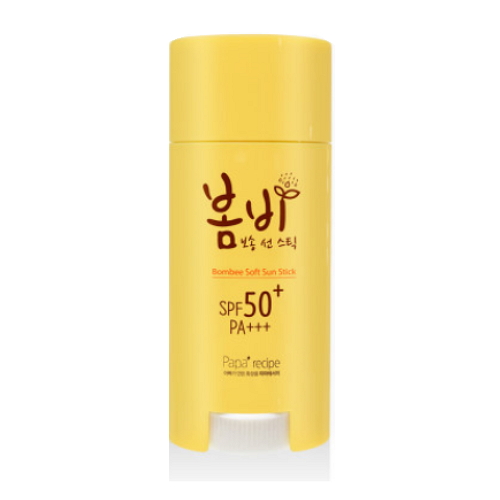 봄비
보송 선 스틱
Bombee Soft Sun Stick
SPF50+
PA+++
Papa recipe